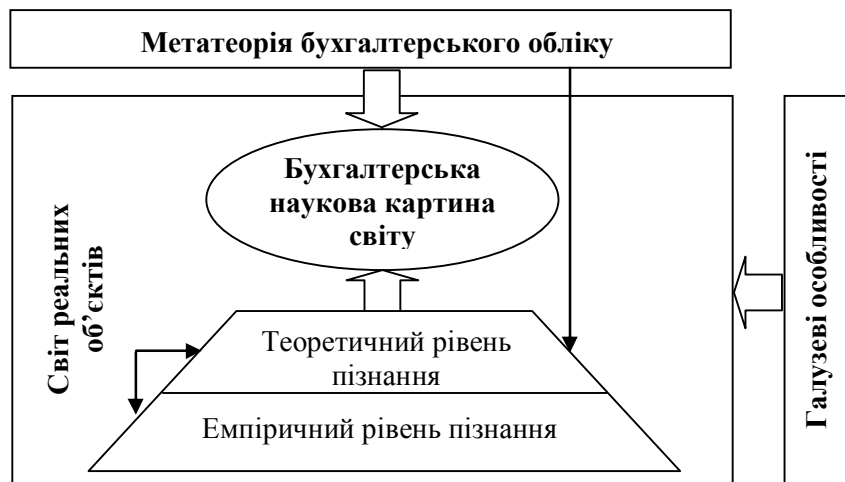 Метатеорія бухгалтерського обліку
Бухгалтерська
наукова картина
світу
Світ реальних
об’єктів
Теоретичний рівень
пізнання
Емпіричний рівень пізнання
Галузеві особливості